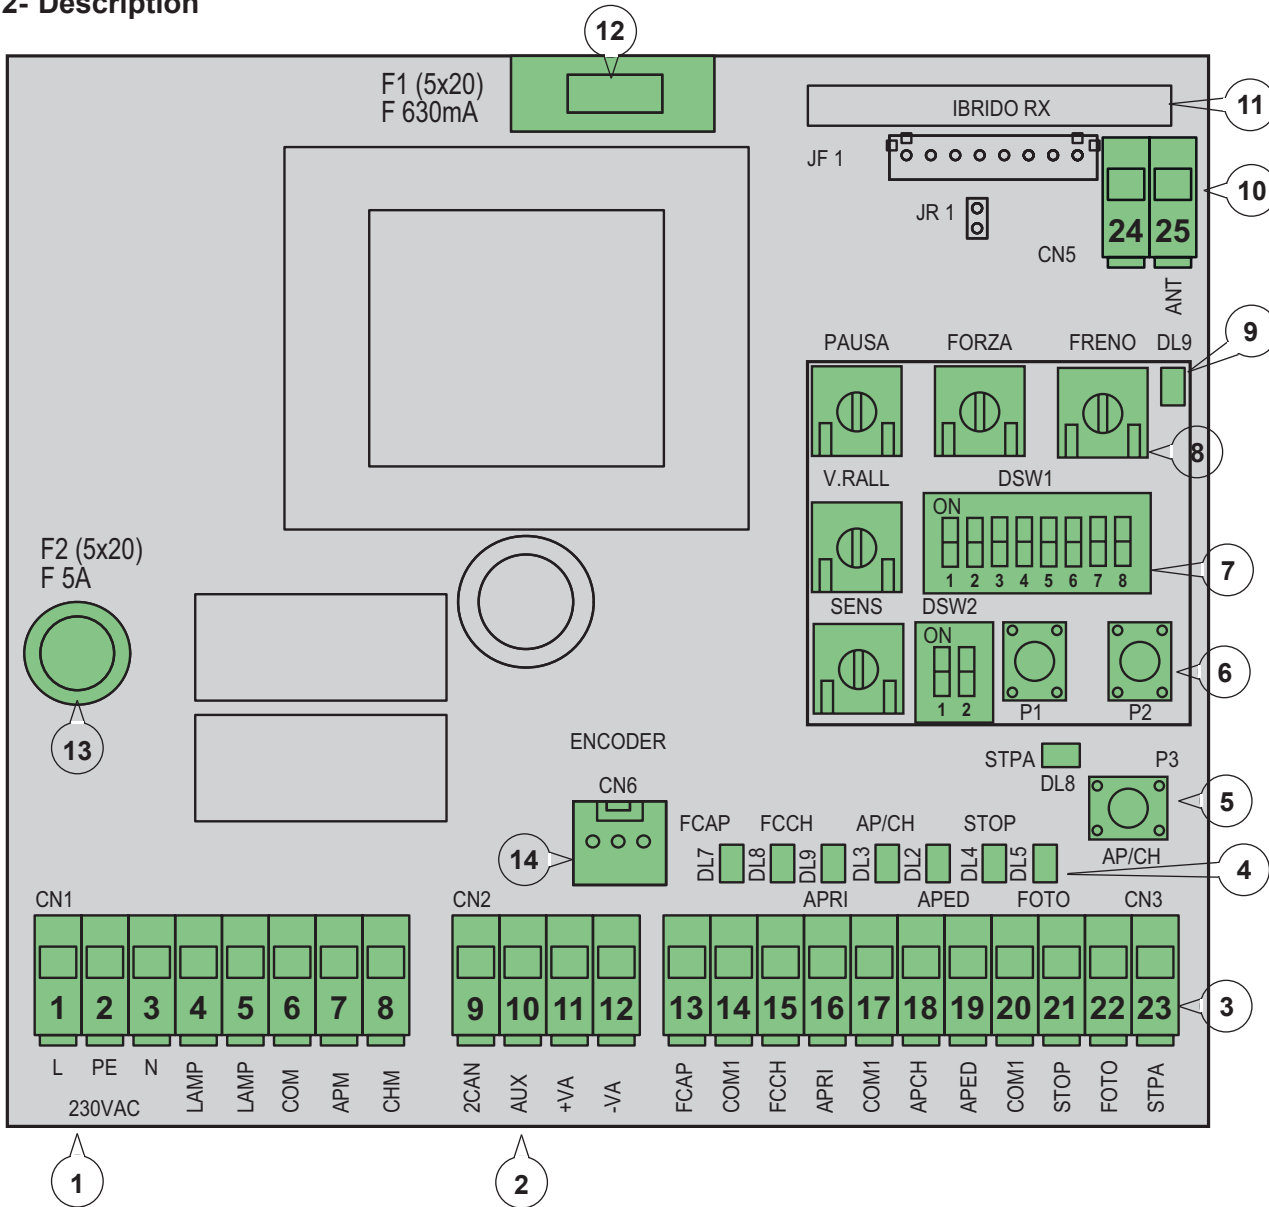 2- Description
12
F1 (5x20)
F 630mA
IBRIDO RX
11
JF 1
JR 1
CN5
24 25
10
ANT
PAUSA FORZA FRENO DL9
9
8
V.RALL DSW1
ON
1 2 3 4 5 6 7 8
7
F2 (5x20)
F 5A
13
SENS DSW2
ON
1 2
P1 P2
6
ENCODER
CN6
14
STPA DL8 P3
5
AP/CH
FCAP FCCH AP/CH STOP
DL7 DL8 DL9 DL3 DL2 DL4 DL5
4
APRI APED FOTO CN3
CN1
1 2 3 4 5 6 7 8
L PE N LAMP LAMP COM APM CHM
230VAC
1
CN2
9 10 11 12
2CAN AUX +VA -VA
2
13 14 15 16 17 18 19 20 21 22 23
3
FCAP COM1 FCCH APRI COM1 APCH APED COM1 STOP FOTO STPA